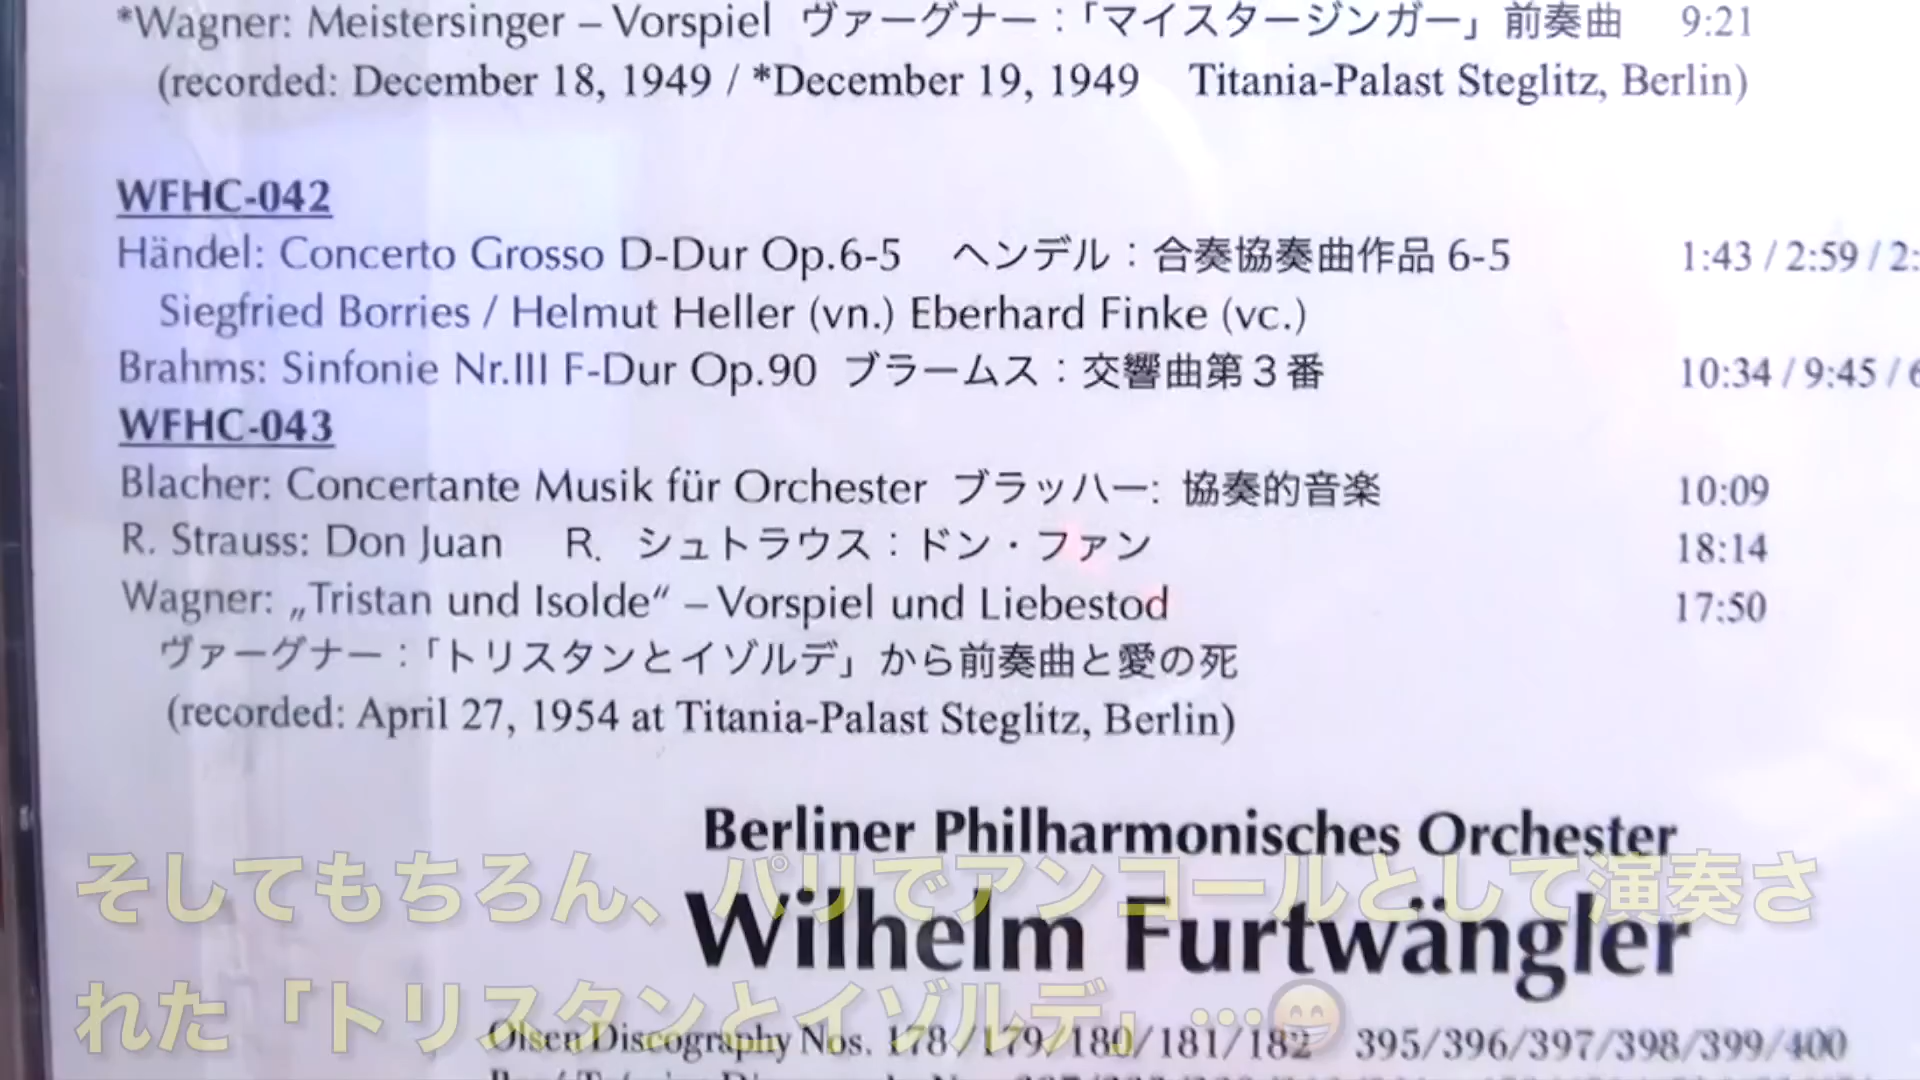 *Wagner: Meistersinger – Vorspiel ヴァーグナー：「マイスタージンガー」前奏曲 9:21
(recorded: December 18, 1949 / *December 19, 1949 Titania-Palast Steglitz, Berlin)
WFHC-042
Händel: Concerto Grosso D-Dur Op.6-5 ヘンデル：合奏協奏曲作品 6-5 1:43 / 2:59 / 2:
Siegfried Borries / Helmut Heller (vn.) Eberhard Finke (vc.)
Brahms: Sinfonie Nr.III F-Dur Op.90 ブラームス：交響曲第３番 10:34 / 9:45 / 6
WFHC-043
Blacher: Concertante Musik für Orchester ブラッハー: 協奏的音楽 10:09
R. Strauss: Don Juan R. シュトラウス：ドン・ファン 18:14
Wagner: „Tristan und Isolde“ – Vorspiel und Liebestod 17:50
ヴァーグナー：「トリスタンとイゾルデ」から前奏曲と愛の死
(recorded: April 27, 1954 at Titania-Palast Steglitz, Berlin)
Berliner Philharmonisches Orchester
そしてもちろん、パリでアンコールとして演奏さ
Wilhelm Furtwängler
れた「トリスタンとイゾルデ」…😄
Olsen Discography Nos. 178/179/180/181/182 395/396/397/398/399/400